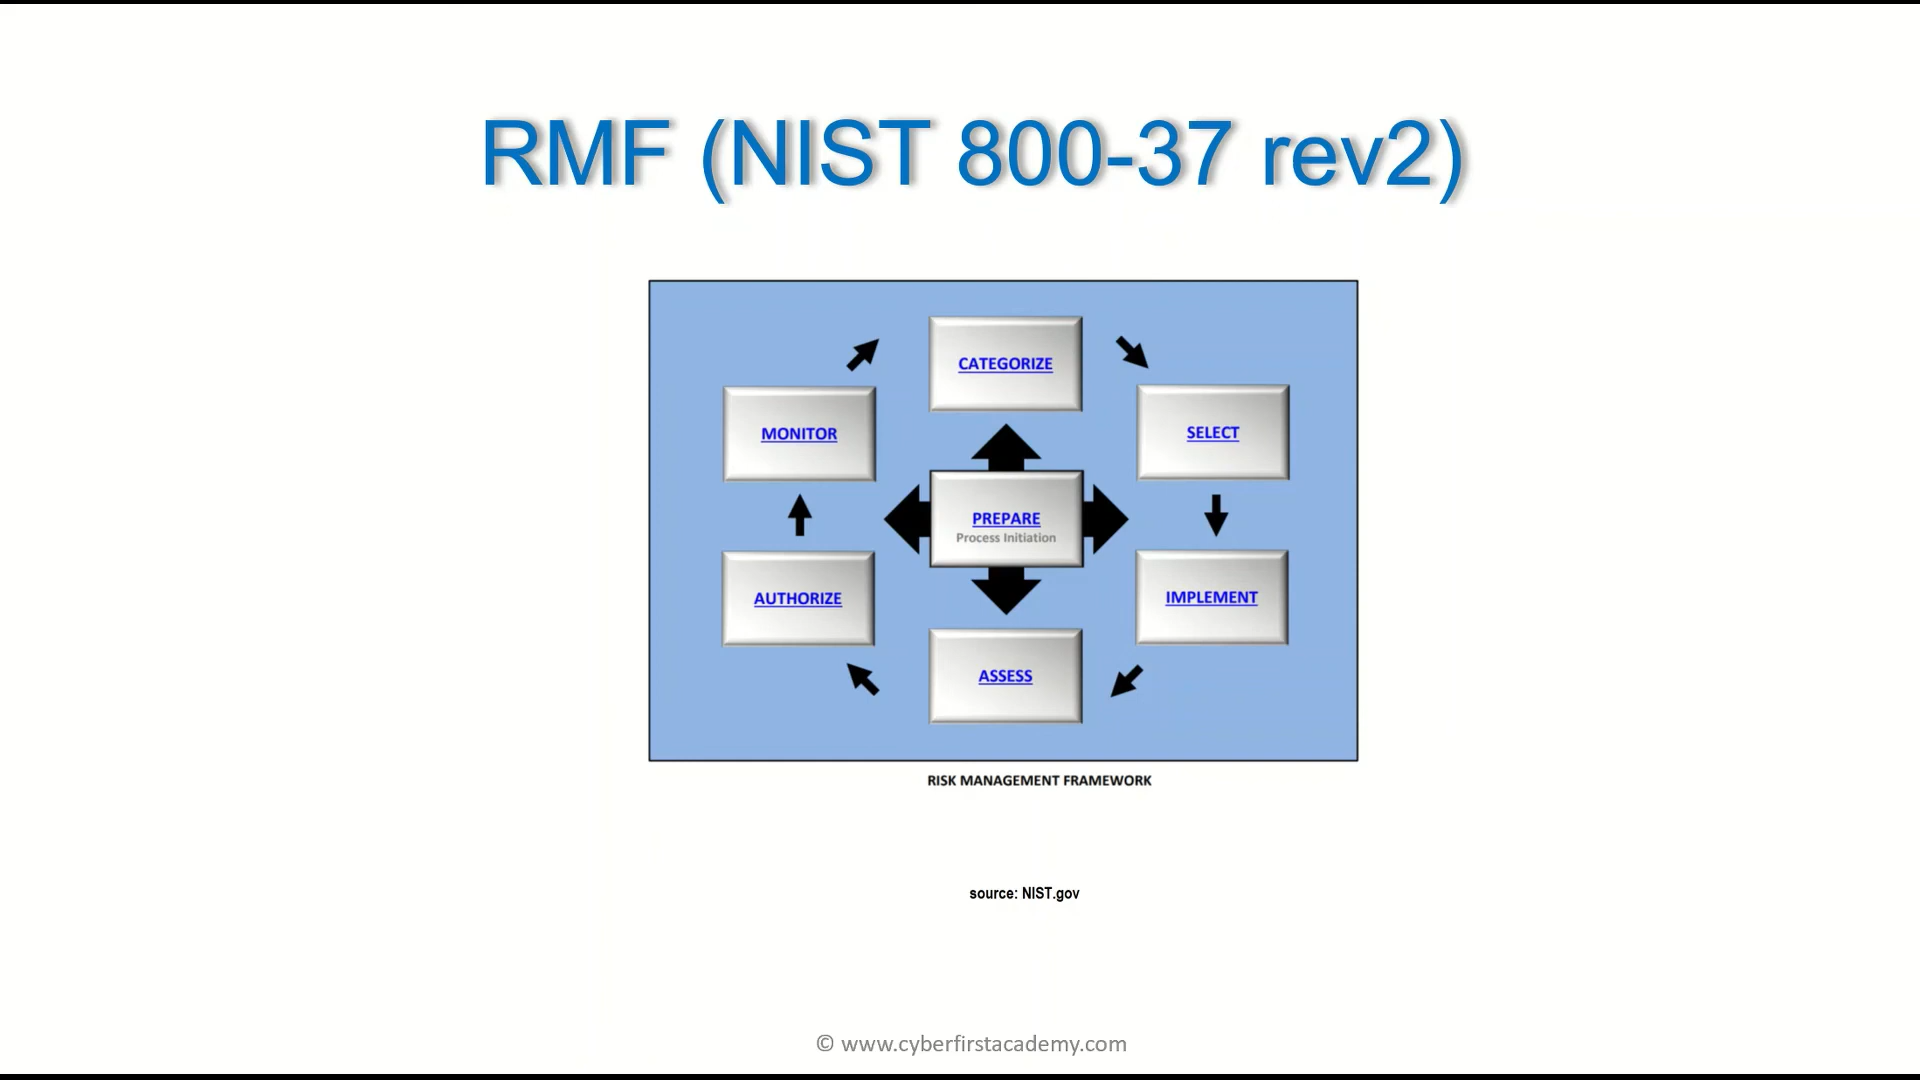 RMF (NIST 800-37 rev2)
CATEGORIZE
MONITOR
SELECT
PREPARE
Process Initiation
AUTHORIZE
IMPLEMENT
ASSESS
RISK MANAGEMENT FRAMEWORK
source: NIST.gov
© www.cyberfirstacademy.com